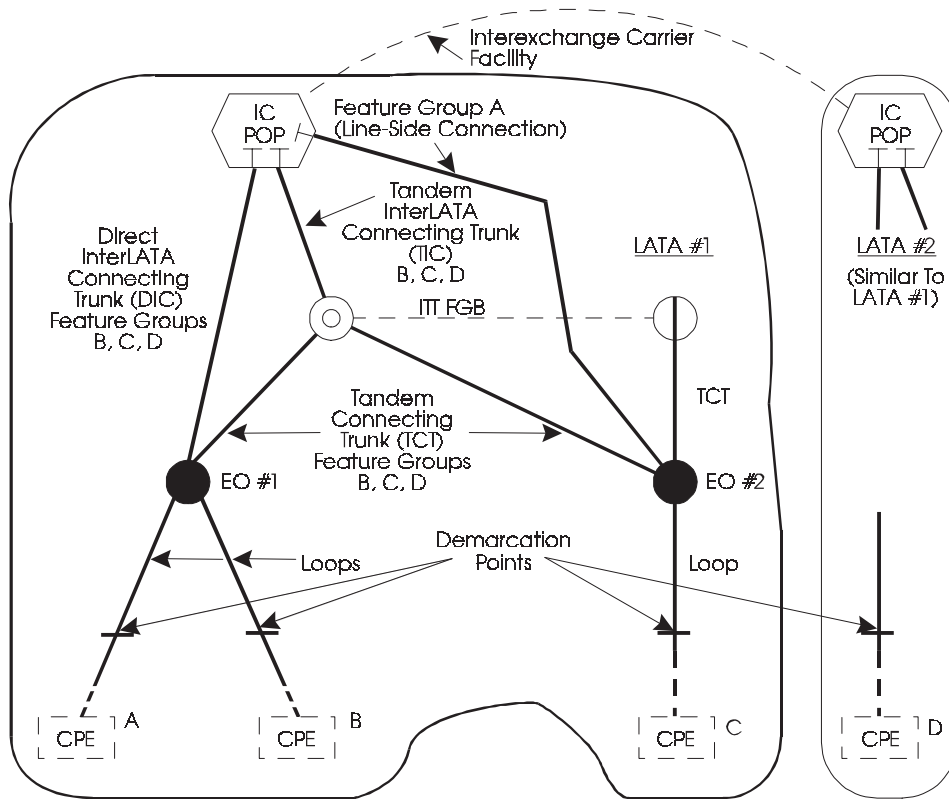 Interexchange Carrier
Facility
IC
POP
Feature Group A
(Line-Side Connection)
IC
POP
Tandem
InterLATA
Connecting Trunk
(TIC)
B, C, D
Direct
InterLATA
Connecting
Trunk (DIC)
Feature Groups
B, C, D
LATA #1
LATA #2
(Similar To
LATA #1)
ITT FGB
TCT
Tandem
Connecting
Trunk (TCT)
Feature Groups
B, C, D
EO #1
EO #2
Loops
Demarcation
Points
Loop
A
CPE
B
CPE
C
CPE
D
CPE